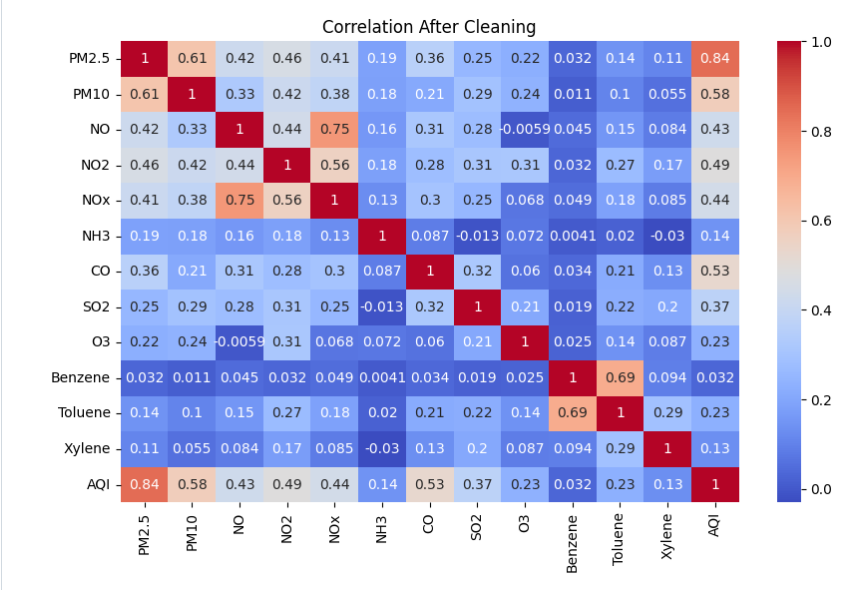 Correlation After Cleaning
PM2.5 1 0.61 0.42 0.46 0.41 0.19 0.36 0.25 0.22 0.032 0.14 0.11 0.84
PM10 0.61 1 0.33 0.42 0.38 0.18 0.21 0.29 0.24 0.011 0.1 0.055 0.58
NO 0.42 0.33 1 0.44 0.75 0.16 0.31 0.28 -0.0059 0.045 0.15 0.084 0.43
NO2 0.46 0.42 0.44 1 0.56 0.18 0.28 0.31 0.31 0.032 0.27 0.17 0.49
NOx 0.41 0.38 0.75 0.56 1 0.13 0.3 0.25 0.068 0.049 0.18 0.085 0.44
NH3 0.19 0.18 0.16 0.18 0.13 1 0.087 -0.013 0.072 0.0041 0.02 -0.03 0.14
CO 0.36 0.21 0.31 0.28 0.3 0.087 1 0.32 0.06 0.034 0.21 0.13 0.53
SO2 0.25 0.29 0.28 0.31 0.25 -0.013 0.32 1 0.21 0.019 0.22 0.2 0.37
O3 0.22 0.24 -0.0059 0.31 0.068 0.072 0.06 0.21 1 0.025 0.14 0.087 0.23
Benzene 0.032 0.011 0.045 0.032 0.049 0.0041 0.034 0.019 0.025 1 0.69 0.094 0.032
Toluene 0.14 0.1 0.15 0.27 0.18 0.02 0.21 0.22 0.14 0.69 1 0.29 0.23
Xylene 0.11 0.055 0.084 0.17 0.085 -0.03 0.13 0.2 0.087 0.094 0.29 1 0.13
AQI 0.84 0.58 0.43 0.49 0.44 0.14 0.53 0.37 0.23 0.032 0.23 0.13 1
PM2.5 PM10 NO NO2 NOx NH3 CO SO2 O3 Benzene Toluene Xylene AQI
1.0
0.8
0.6
0.4
0.2
0.0